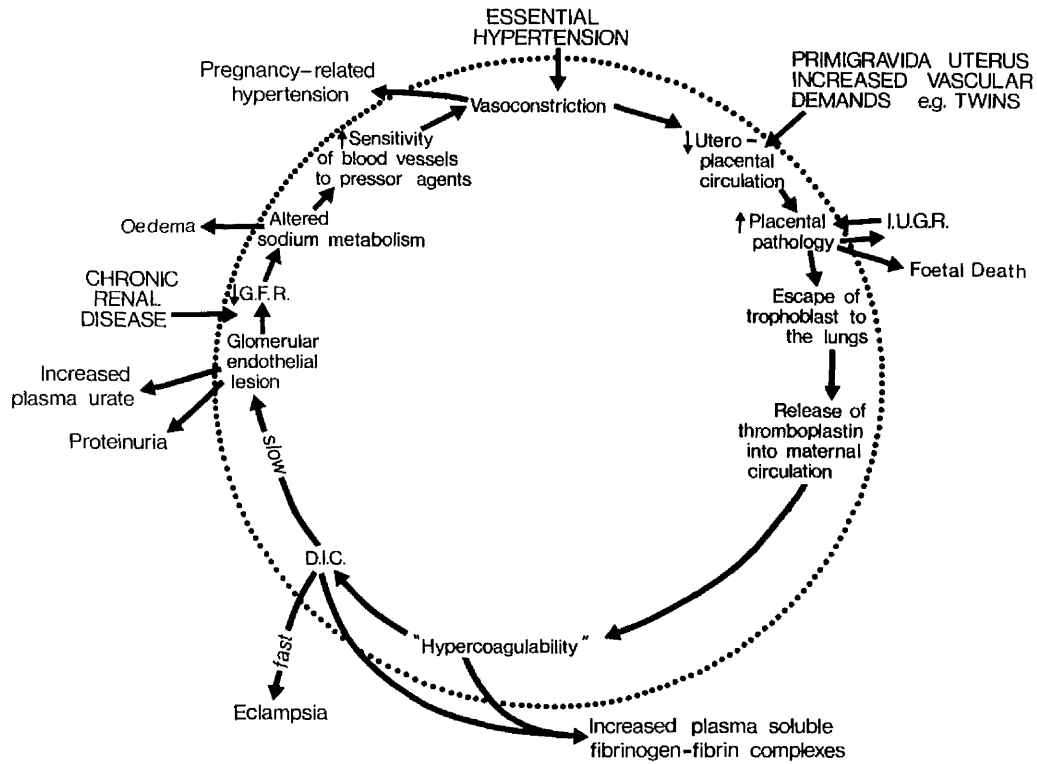 ESSENTIAL
HYPERTENSION
PRIMIGRAVIDA UTERUS
INCREASED VASCULAR
DEMANDS e.g. TWINS
Pregnancy-related
hypertension
Vasoconstriction
↑ Sensitivity
of blood vessels
to pressor agents
↓ Utero-
placental
circulation
Oedema
Altered
sodium metabolism
↑ Placental
pathology
I.U.G.R.
Foetal Death
CHRONIC
RENAL
DISEASE
↓G.F.R.
Escape of
trophoblast to
the lungs
Glomerular
endothelial
lesion
Increased
plasma urate
Proteinuria
Release of
thromboplastin
into maternal
circulation
slow
D.I.C.
"Hypercoagulability"
fast
Eclampsia
Increased plasma soluble
fibrinogen-fibrin complexes